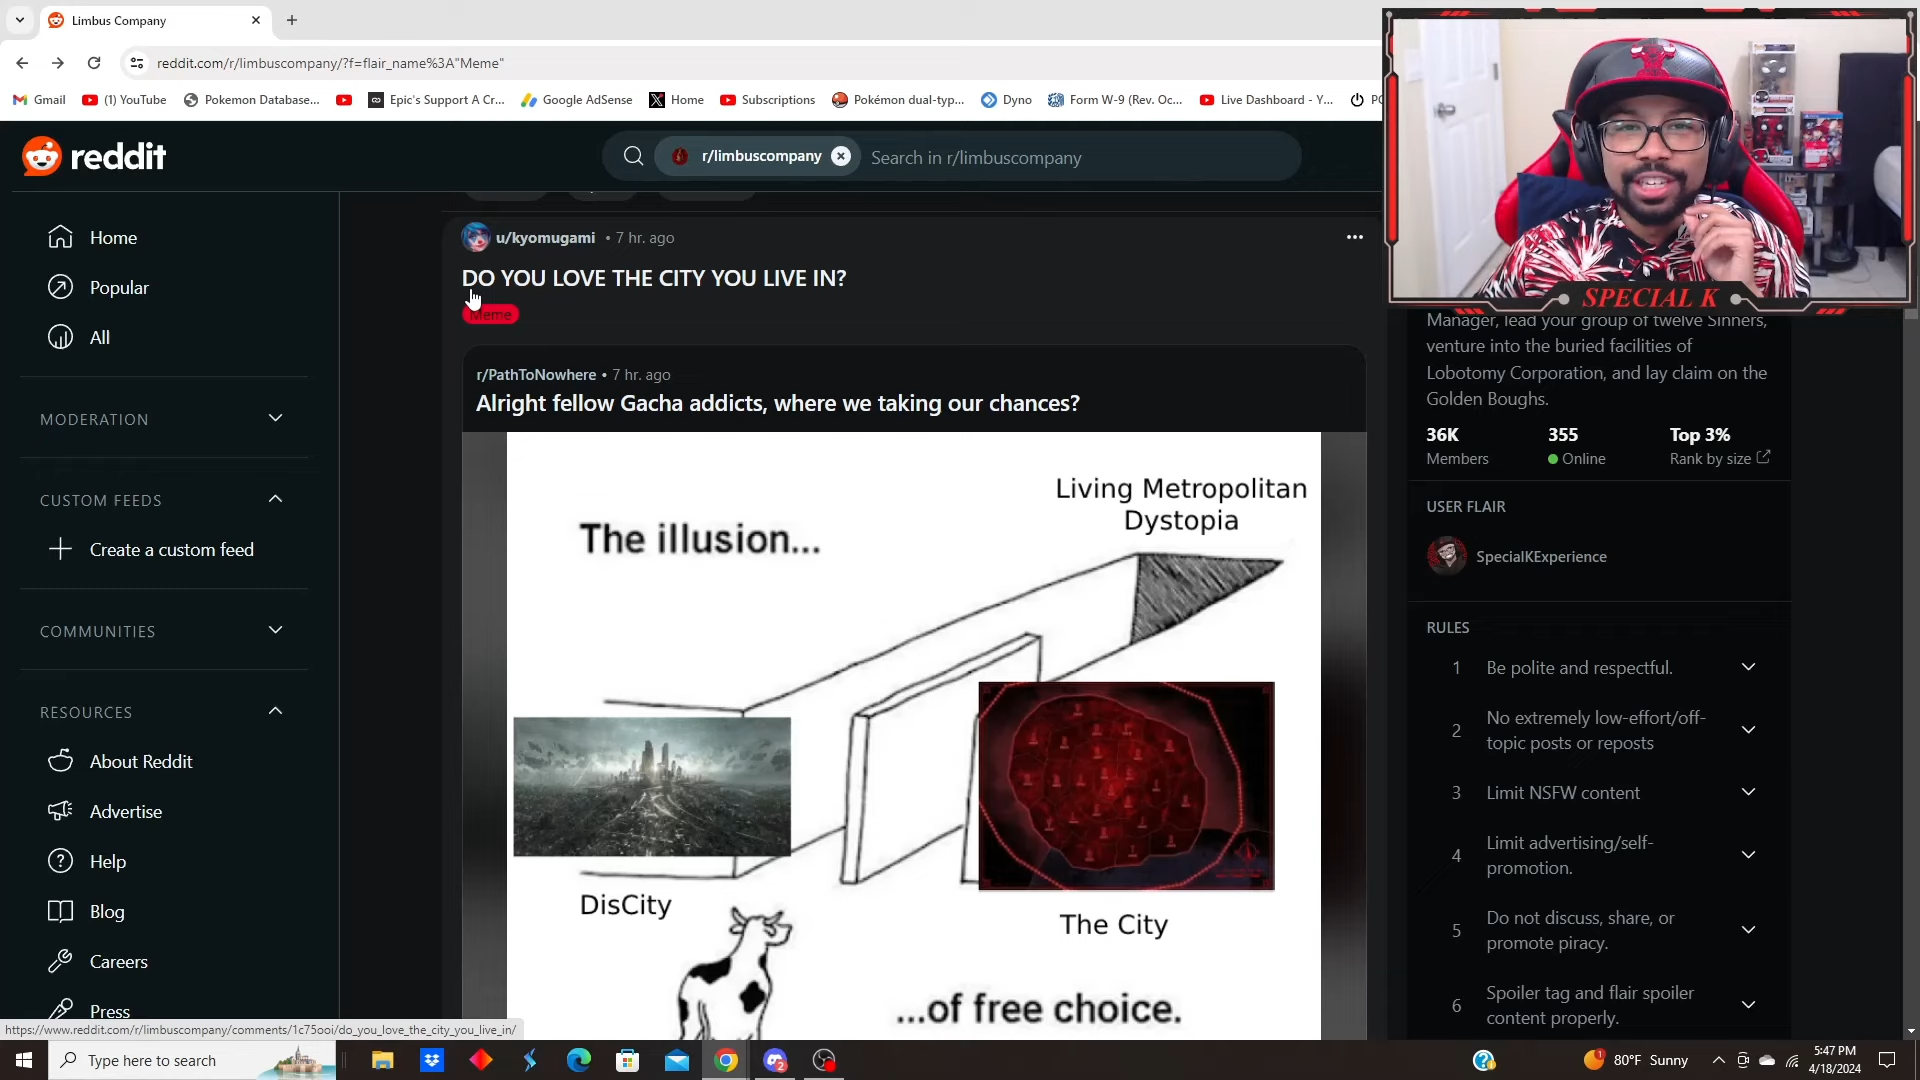 Limbus Company
reddit.com/r/limbuscompany/?f=flair_name%3A"Meme"
Gmail
(1) YouTube
Pokemon Database...
Epic's Support A Cr...
Google AdSense
Home
Subscriptions
Pokémon dual-typ...
Dyno
Form W-9 (Rev. Oc...
Live Dashboard - Y...
PC
reddit
r/limbuscompany
Search in r/limbuscompany
SPECIAL K
Home
Popular
All
MODERATION
CUSTOM FEEDS
Create a custom feed
COMMUNITIES
RESOURCES
About Reddit
Advertise
Help
Blog
Careers
Press
https://www.reddit.com/r/limbuscompany/comments/1c75ooi/do_you_love_the_city_you_live_in/
u/kyomugami • 7 hr. ago
DO YOU LOVE THE CITY YOU LIVE IN?
Meme
r/PathToNowhere • 7 hr. ago
Alright fellow Gacha addicts, where we taking our chances?
Living Metropolitan
Dystopia
The illusion...
DisCity
The City
...of free choice.
Manager, lead your group of twelve Sinners,
venture into the buried facilities of
Lobotomy Corporation, and lay claim on the
Golden Boughs.
36K
Members
355
Online
Top 3%
Rank by size
USER FLAIR
SpecialKExperience
RULES
1 Be polite and respectful.
2 No extremely low-effort/off-
topic posts or reposts
3 Limit NSFW content
4 Limit advertising/self-
promotion.
5 Do not discuss, share, or
promote piracy.
6 Spoiler tag and flair spoiler
content properly.
Type here to search
2
1
80°F Sunny
5:47 PM
4/18/2024